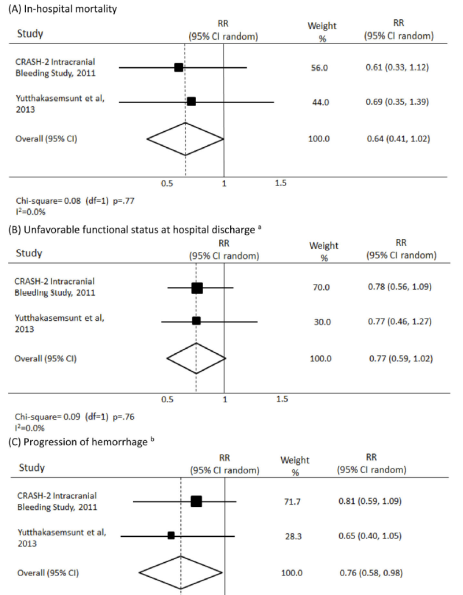 (A) In-hospital mortality
RR
(95% CI random)
Weight
%
RR
(95% CI random)
Study
CRASH-2 Intracranial
Bleeding Study, 2011
56.0
0.61 (0.33, 1.12)
Yutthakasemsunt et al,
2013
44.0
0.69 (0.35, 1.39)
Overall (95% CI)
100.0
0.64 (0.41, 1.02)
0.5 1 1.5
Chi-square= 0.08 (df=1) p=.77
I²=0.0%
(B) Unfavorable functional status at hospital discharge ᵃ
RR
(95% CI random)
Weight
%
RR
(95% CI random)
Study
CRASH-2 Intracranial
Bleeding Study, 2011
70.0
0.78 (0.56, 1.09)
Yutthakasemsunt et al,
2013
30.0
0.77 (0.46, 1.27)
Overall (95% CI)
100.0
0.77 (0.59, 1.02)
0.5 1 1.5
Chi-square= 0.09 (df=1) p=.76
I²=0.0%
(C) Progression of hemorrhage ᵇ
RR
(95% CI random)
Weight
%
RR
(95% CI random)
Study
CRASH-2 Intracranial
Bleeding Study, 2011
71.7
0.81 (0.59, 1.09)
Yutthakasemsunt et al,
2013
28.3
0.65 (0.40, 1.05)
Overall (95% CI)
100.0
0.76 (0.58, 0.98)